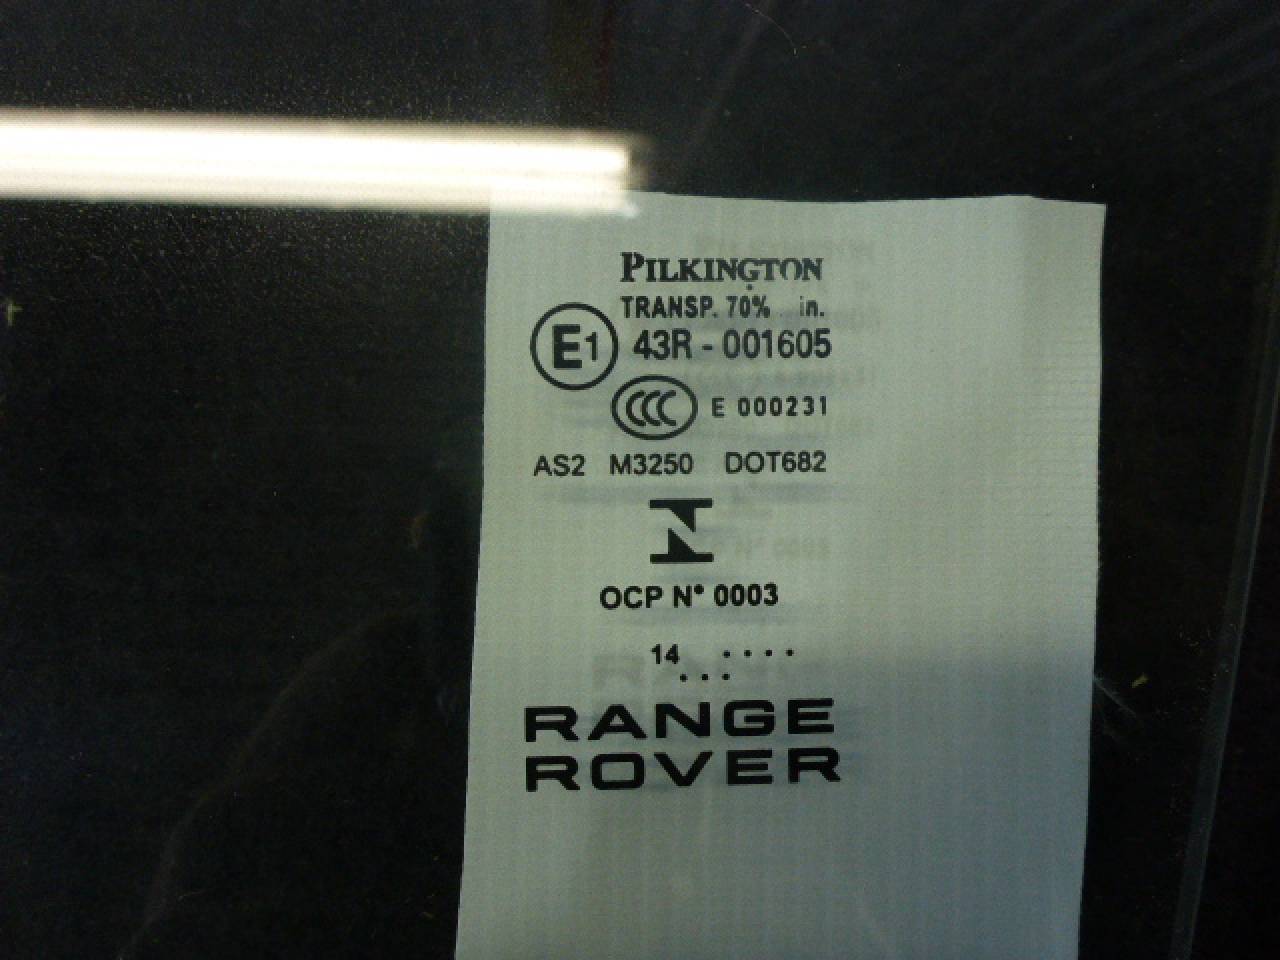 PILKINGTON
TRANSP. 70% in.
E1 43R - 001605
CCC E 000231
AS2 M3250 DOT682
OCP N° 0003
14 ....
...
RANGE
ROVER